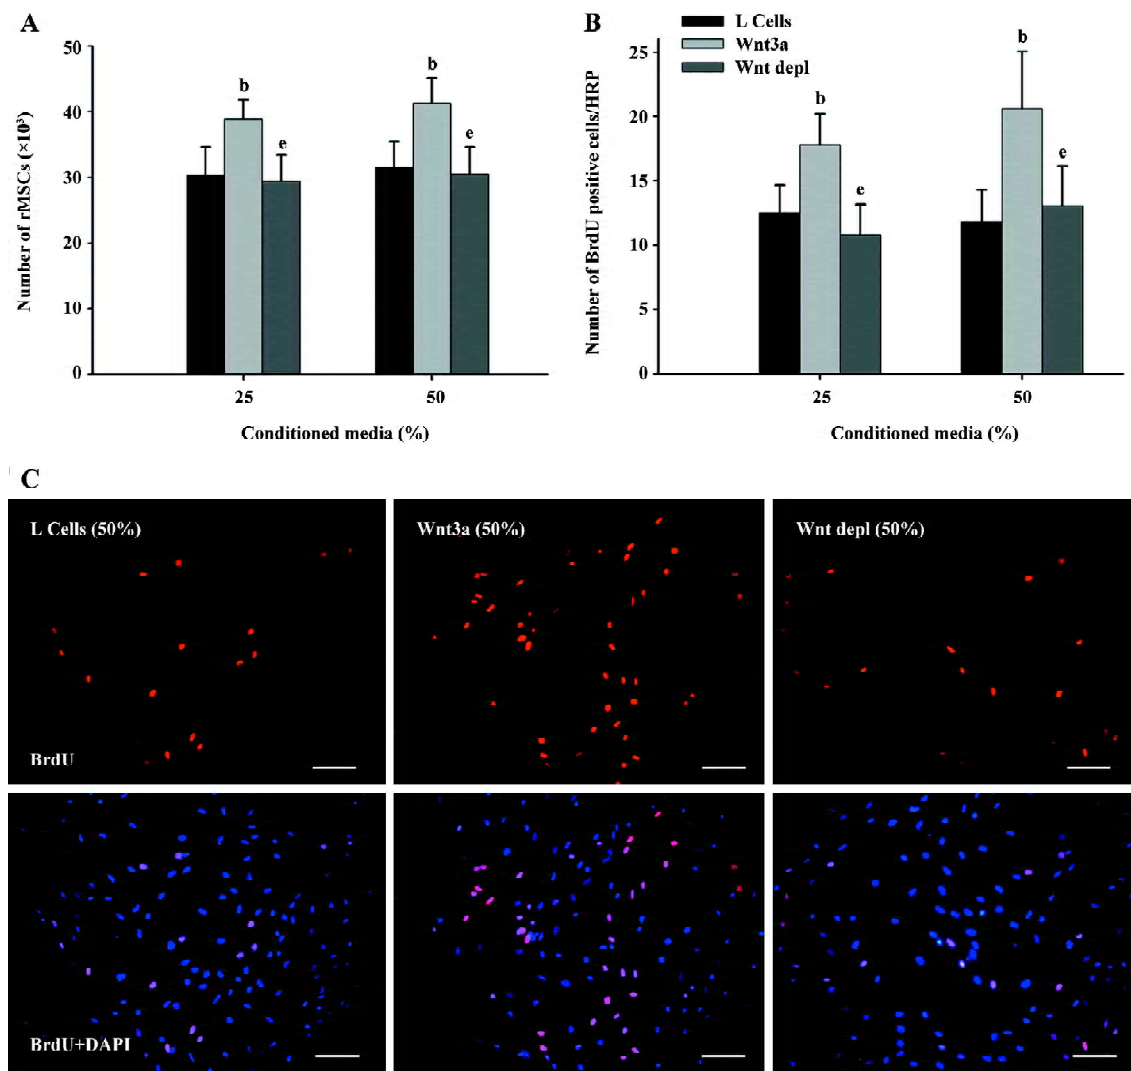 A
Number of rMSCs (×10³)
50
40
30
20
10
0
b
e
b
e
25
50
Conditioned media (%)
B
L Cells
Wnt3a
Wnt depl
Number of BrdU positive cells/HRP
25
20
15
10
5
0
b
e
b
e
25
50
Conditioned media (%)
C
L Cells (50%)
Wnt3a (50%)
Wnt depl (50%)
BrdU
BrdU+DAPI